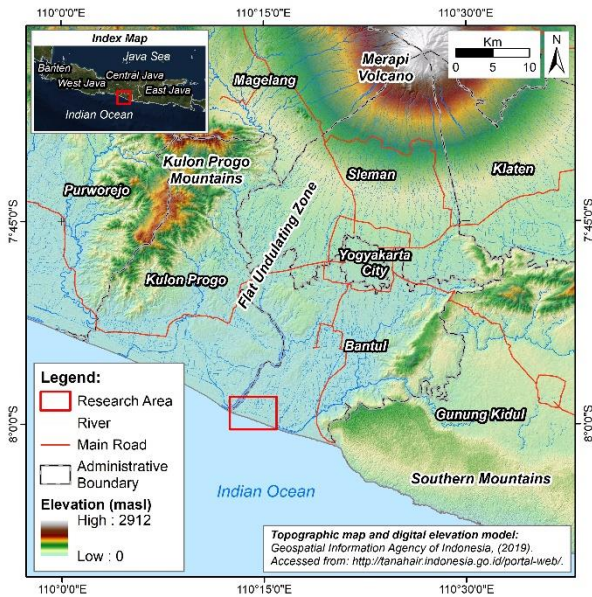 110°0'0"E
110°15'0"E
110°30'0"E
Index Map
Java Sea
Banten
West Java
Central Java
East Java
Indian Ocean
Km
0 5 10
N
Merapi
Volcano
Magelang
Kulon Progo
Mountains
Purworejo
Sleman
Klaten
7°45'0"S
7°45'0"S
Flat Undulating Zone
Yogyakarta
City
Kulon Progo
Bantul
Gunung Kidul
8°0'0"S
8°0'0"S
Southern Mountains
Indian Ocean
Legend:
Research Area
River
Main Road
Administrative
Boundary
Elevation (masl)
High : 2912
Low : 0
Topographic map and digital elevation model:
Geospatial Information Agency of Indonesia, (2019).
Accessed from: http://tanahair.indonesia.go.id/portal-web/.
110°0'0"E
110°15'0"E
110°30'0"E